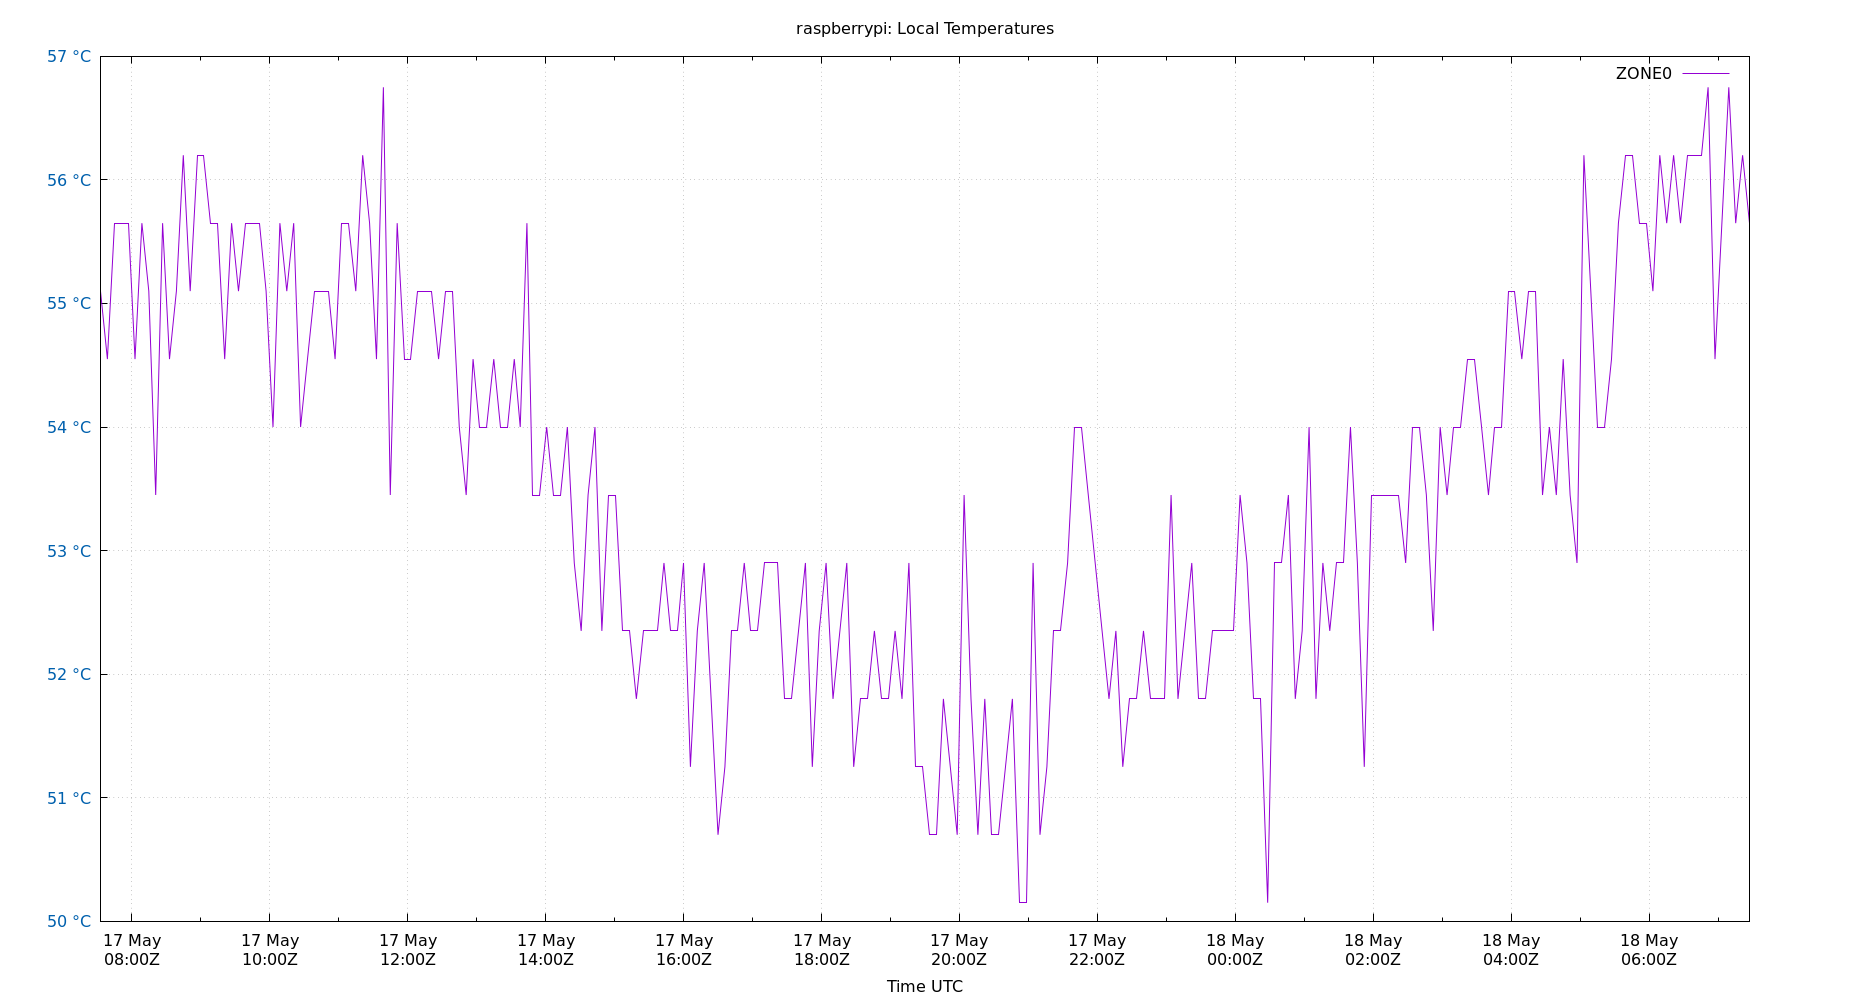 raspberrypi: Local Temperatures
57 °C
ZONE0
56 °C
55 °C
54 °C
53 °C
52 °C
51 °C
50 °C
17 May 17 May 17 May 17 May 17 May 17 May 17 May 17 May 18 May 18 May 18 May 18 May
08:00Z 10:00Z 12:00Z 14:00Z 16:00Z 18:00Z 20:00Z 22:00Z 00:00Z 02:00Z 04:00Z 06:00Z
Time UTC